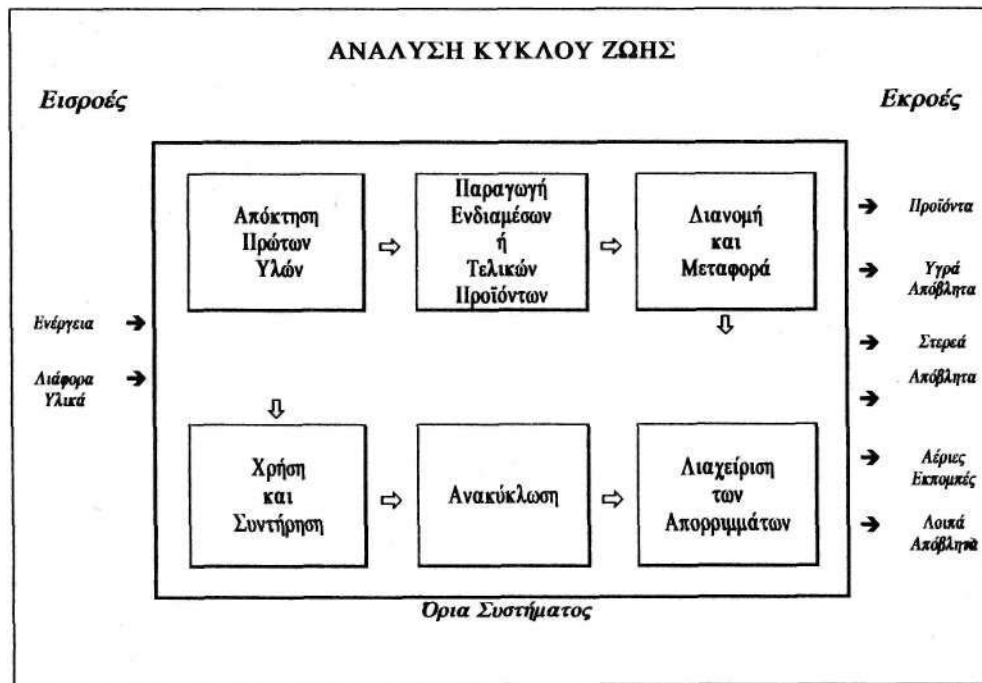 ΑΝΑΛΥΣΗ ΚΥΚΛΟΥ ΖΩΗΣ
Εισροές
Εκροές
Απόκτηση
Πρώτων
Υλών
Παραγωγή
Ενδιαμέσων
ή
Τελικών
Προϊόντων
Διανομή
και
Μεταφορά
Ενέργεια
Διάφορα
Υλικά
Χρήση
και
Συντήρηση
Ανακύκλωση
Διαχείριση
των
Απορριμμάτων
Προϊόντα
Υγρά
Απόβλητα
Στερεά
Απόβλητα
Αέριες
Εκπομπές
Λοιπά
Απόβλητα
Όρια Συστήματος